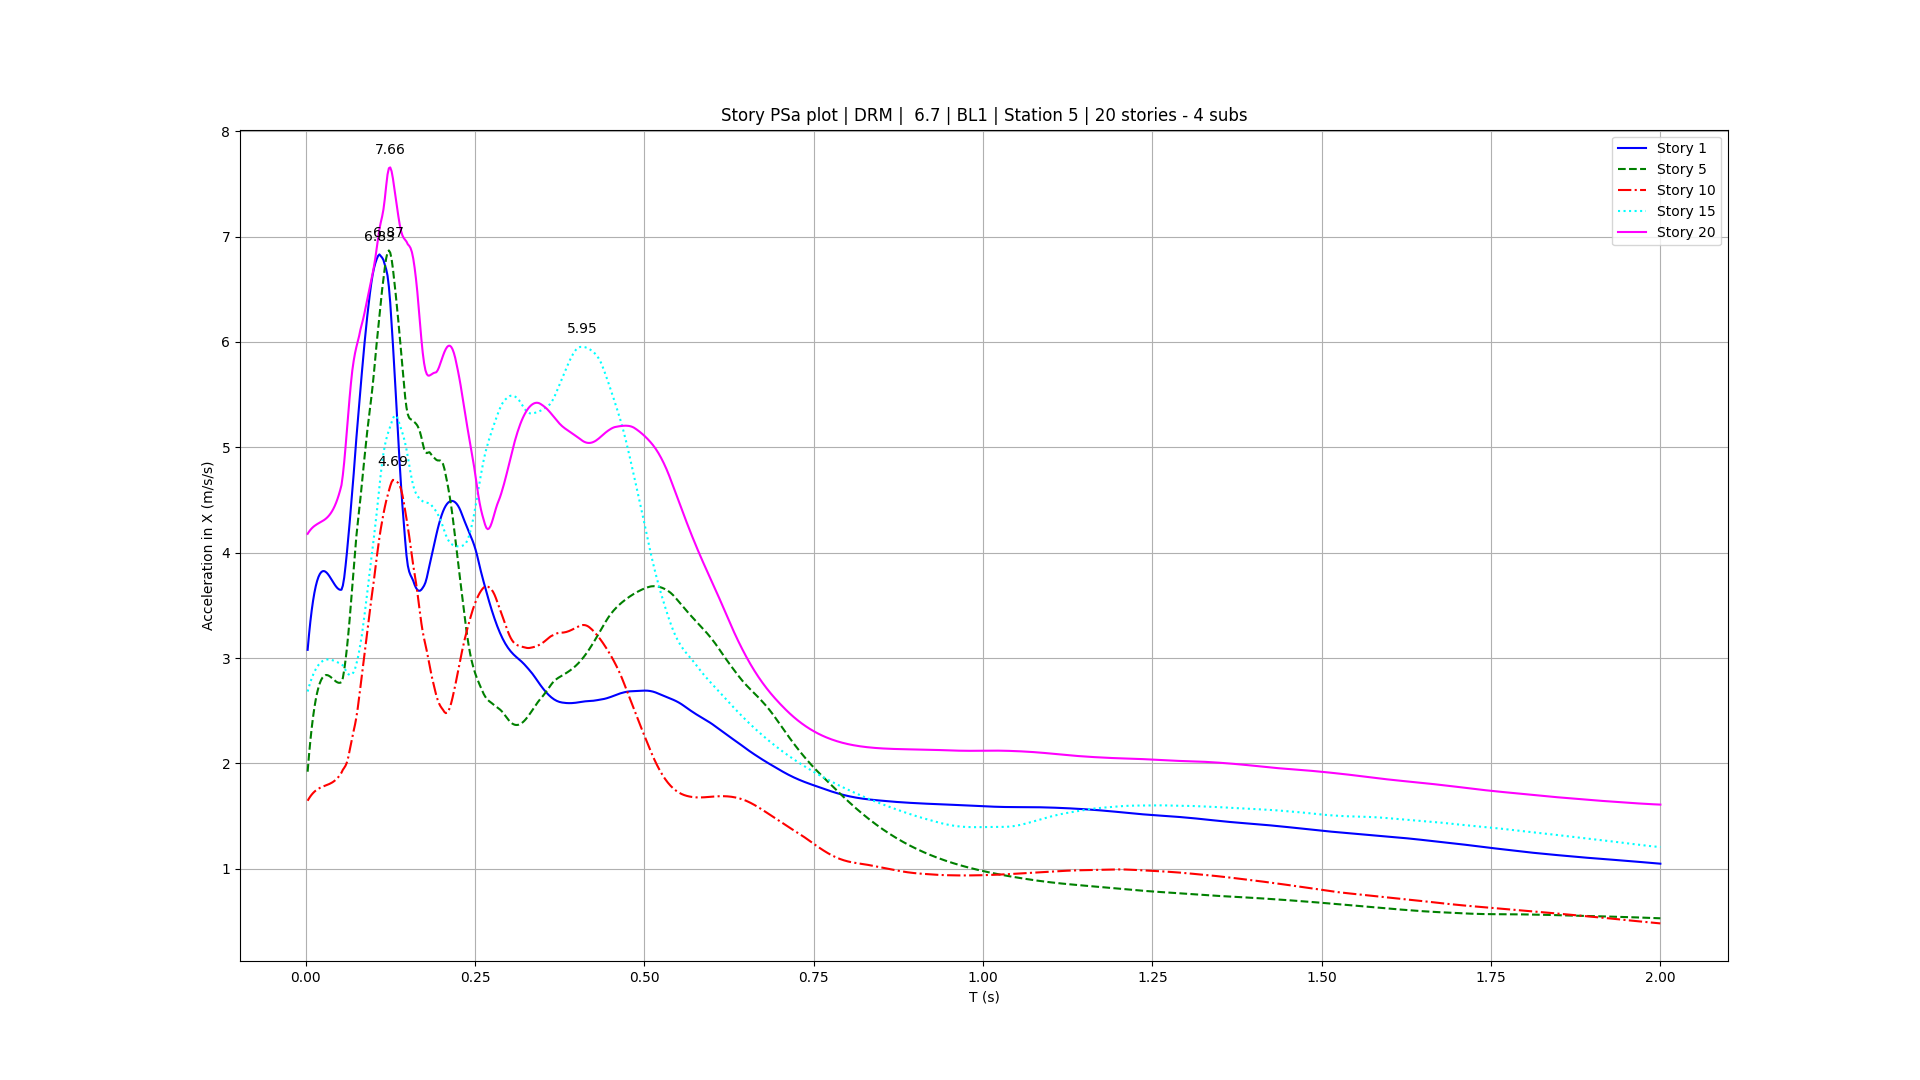 Story PSa plot | DRM |  6.7 | BL1 | Station 5 | 20 stories - 4 subs
8
7
6
5
4
3
2
1
Acceleration in X (m/s/s)
7.66
6.87
6.83
5.95
4.69
Story 1
Story 5
Story 10
Story 15
Story 20
0.00 0.25 0.50 0.75 1.00 1.25 1.50 1.75 2.00
T (s)